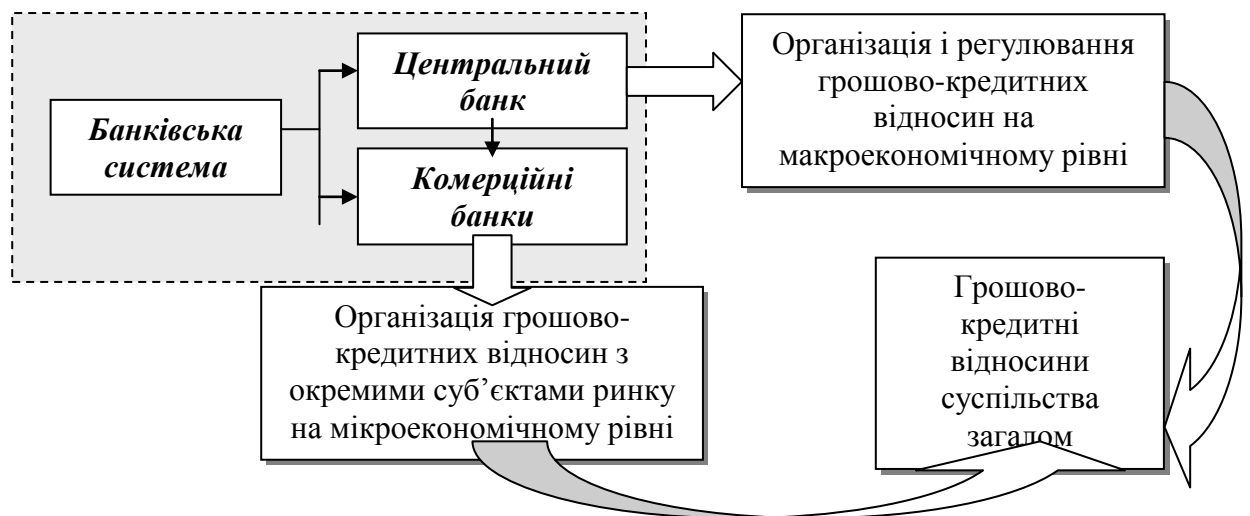 Банківська
система
Центральний
банк
Комерційні
банки
Організація і регулювання
грошово-кредитних
відносин на
макроекономічному рівні
Організація грошово-
кредитних відносин з
окремими суб’єктами ринку
на мікроекономічному рівні
Грошово-
кредитні
відносини
суспільства
загалом